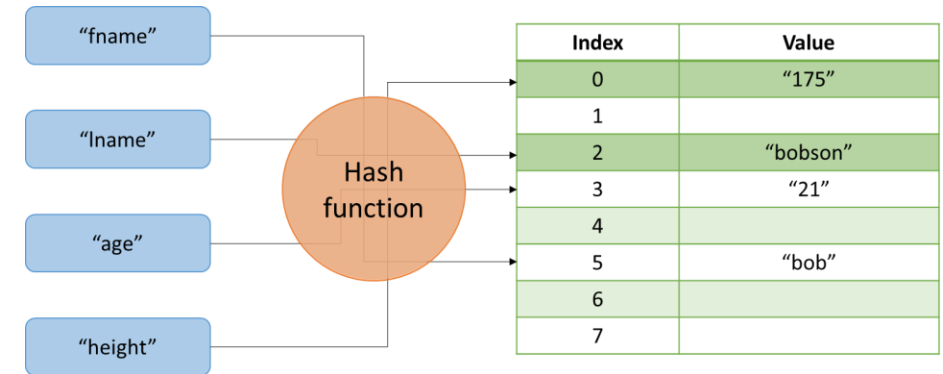 “fname”
“lname”
“age”
“height”
Hash
function
Index Value
0 “175”
1
2 “bobson”
3 “21”
4
5 “bob”
6
7